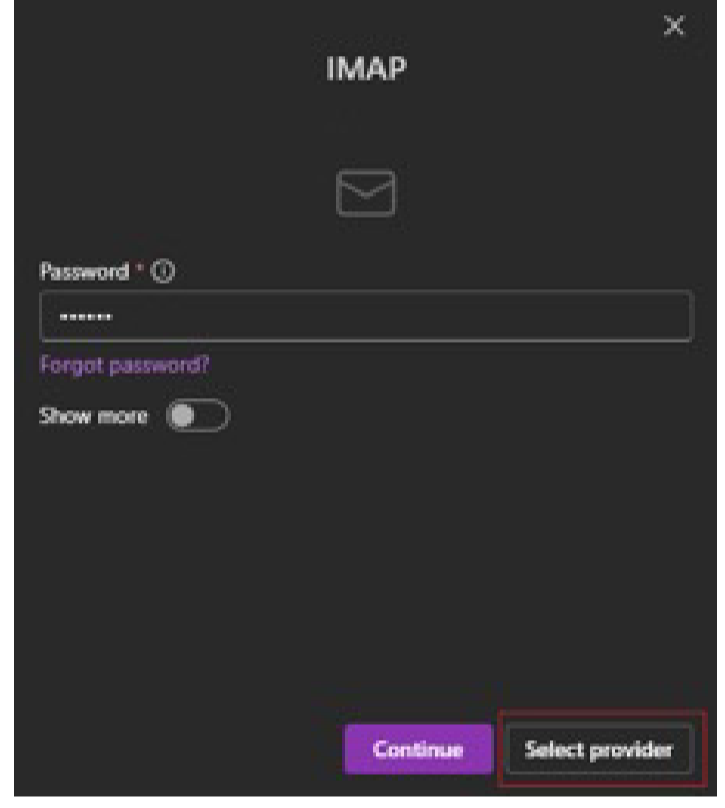 IMAP
Password *
••••••
Forgot password?
Show more
Continue
Select provider